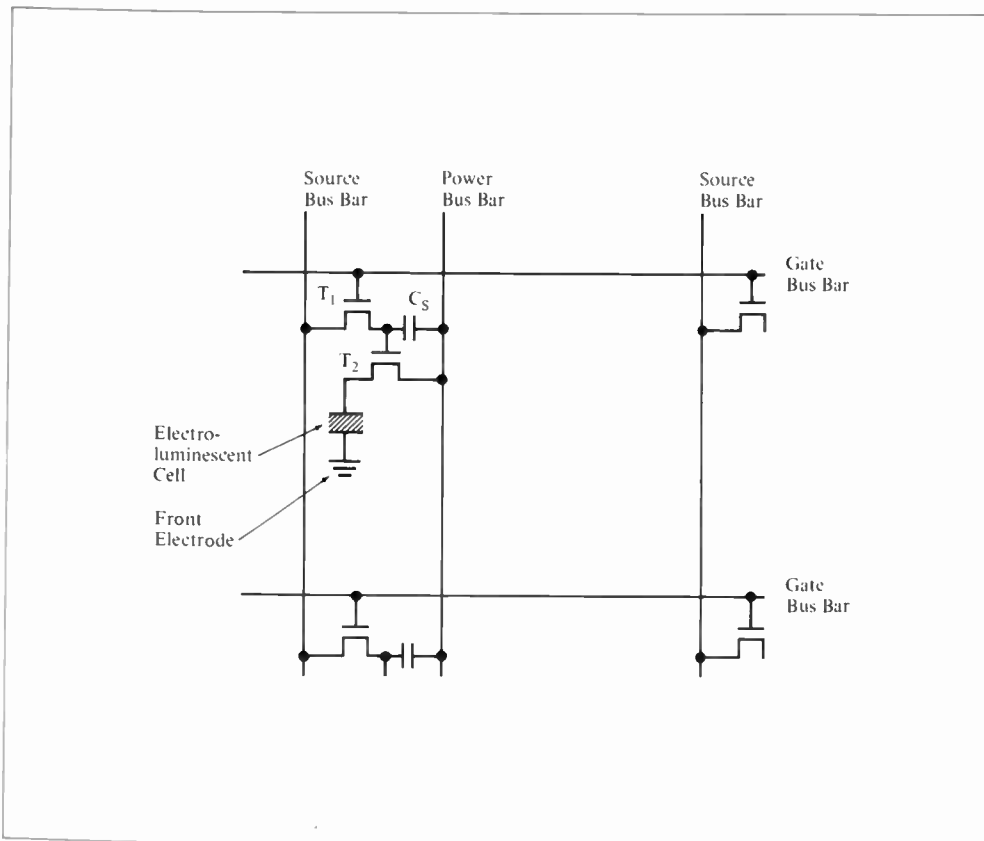 Source
Bus Bar
Power
Bus Bar
Source
Bus Bar
Gate
Bus Bar
T1
CS
T2
Electro-
luminescent
Cell
Front
Electrode
Gate
Bus Bar